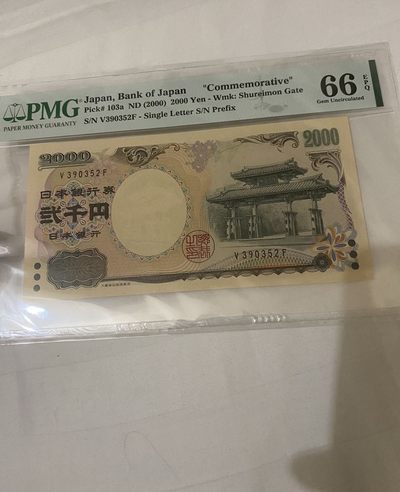 PMG
PAPER MONEY GUARANTY
Japan, Bank of Japan "Commemorative"
Pick# 103a ND (2000) 2000 Yen - Wmk: Shureimon Gate
S/N V390352F - Single Letter S/N Prefix
66 EPQ
Gem Uncirculated
2000
2000
V390352F
日本銀行券
弐千円
日本銀行
V390352F